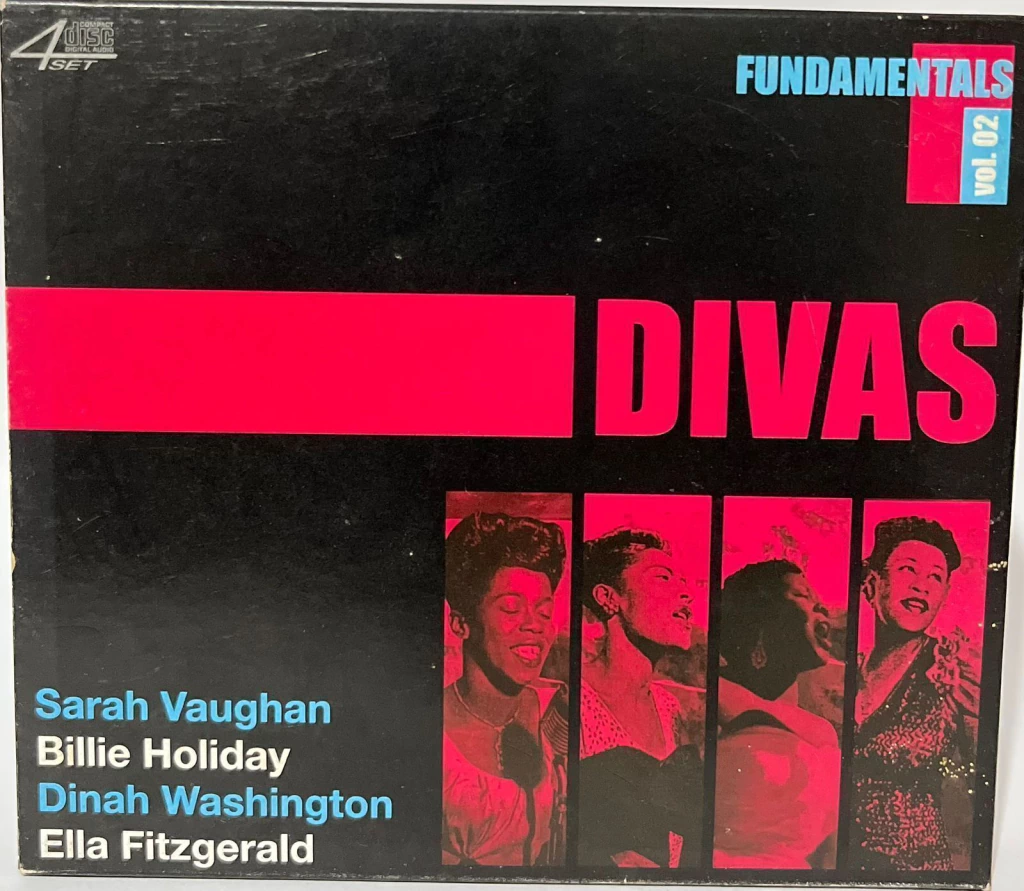 4 COMPACT
disc
DIGITAL AUDIO
SET
FUNDAMENTALS
vol. 02
DIVAS
Sarah Vaughan
Billie Holiday
Dinah Washington
Ella Fitzgerald